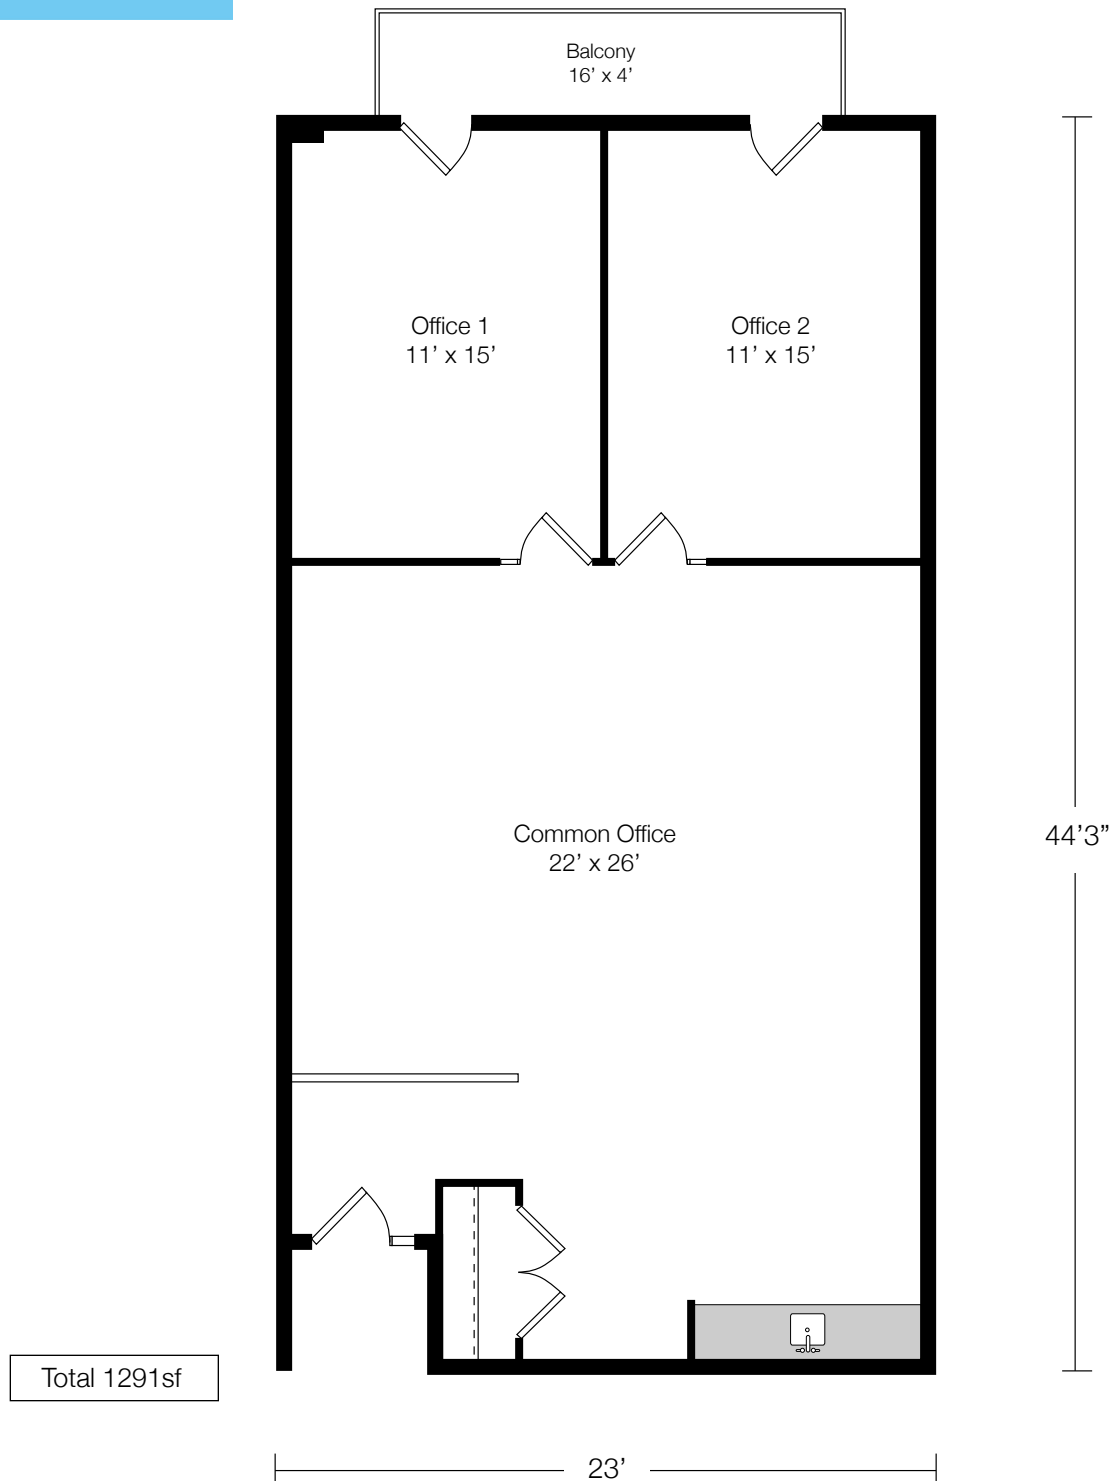 Balcony
16’ x 4’
Office 1
11’ x 15’
Office 2
11’ x 15’
Common Office
22’ x 26’
44’3”
Total 1291sf
23’